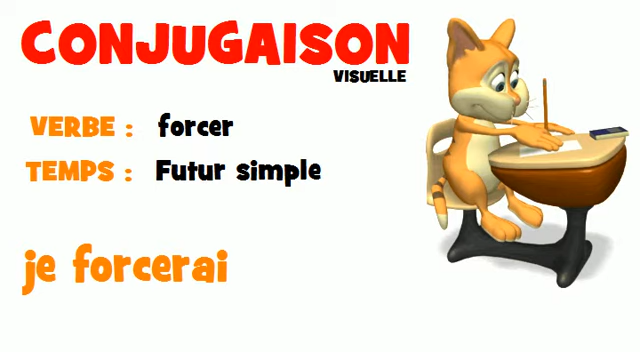 CONJUGAISON
VISUELLE
VERBE : forcer
TEMPS : Futur simple
je forcerai